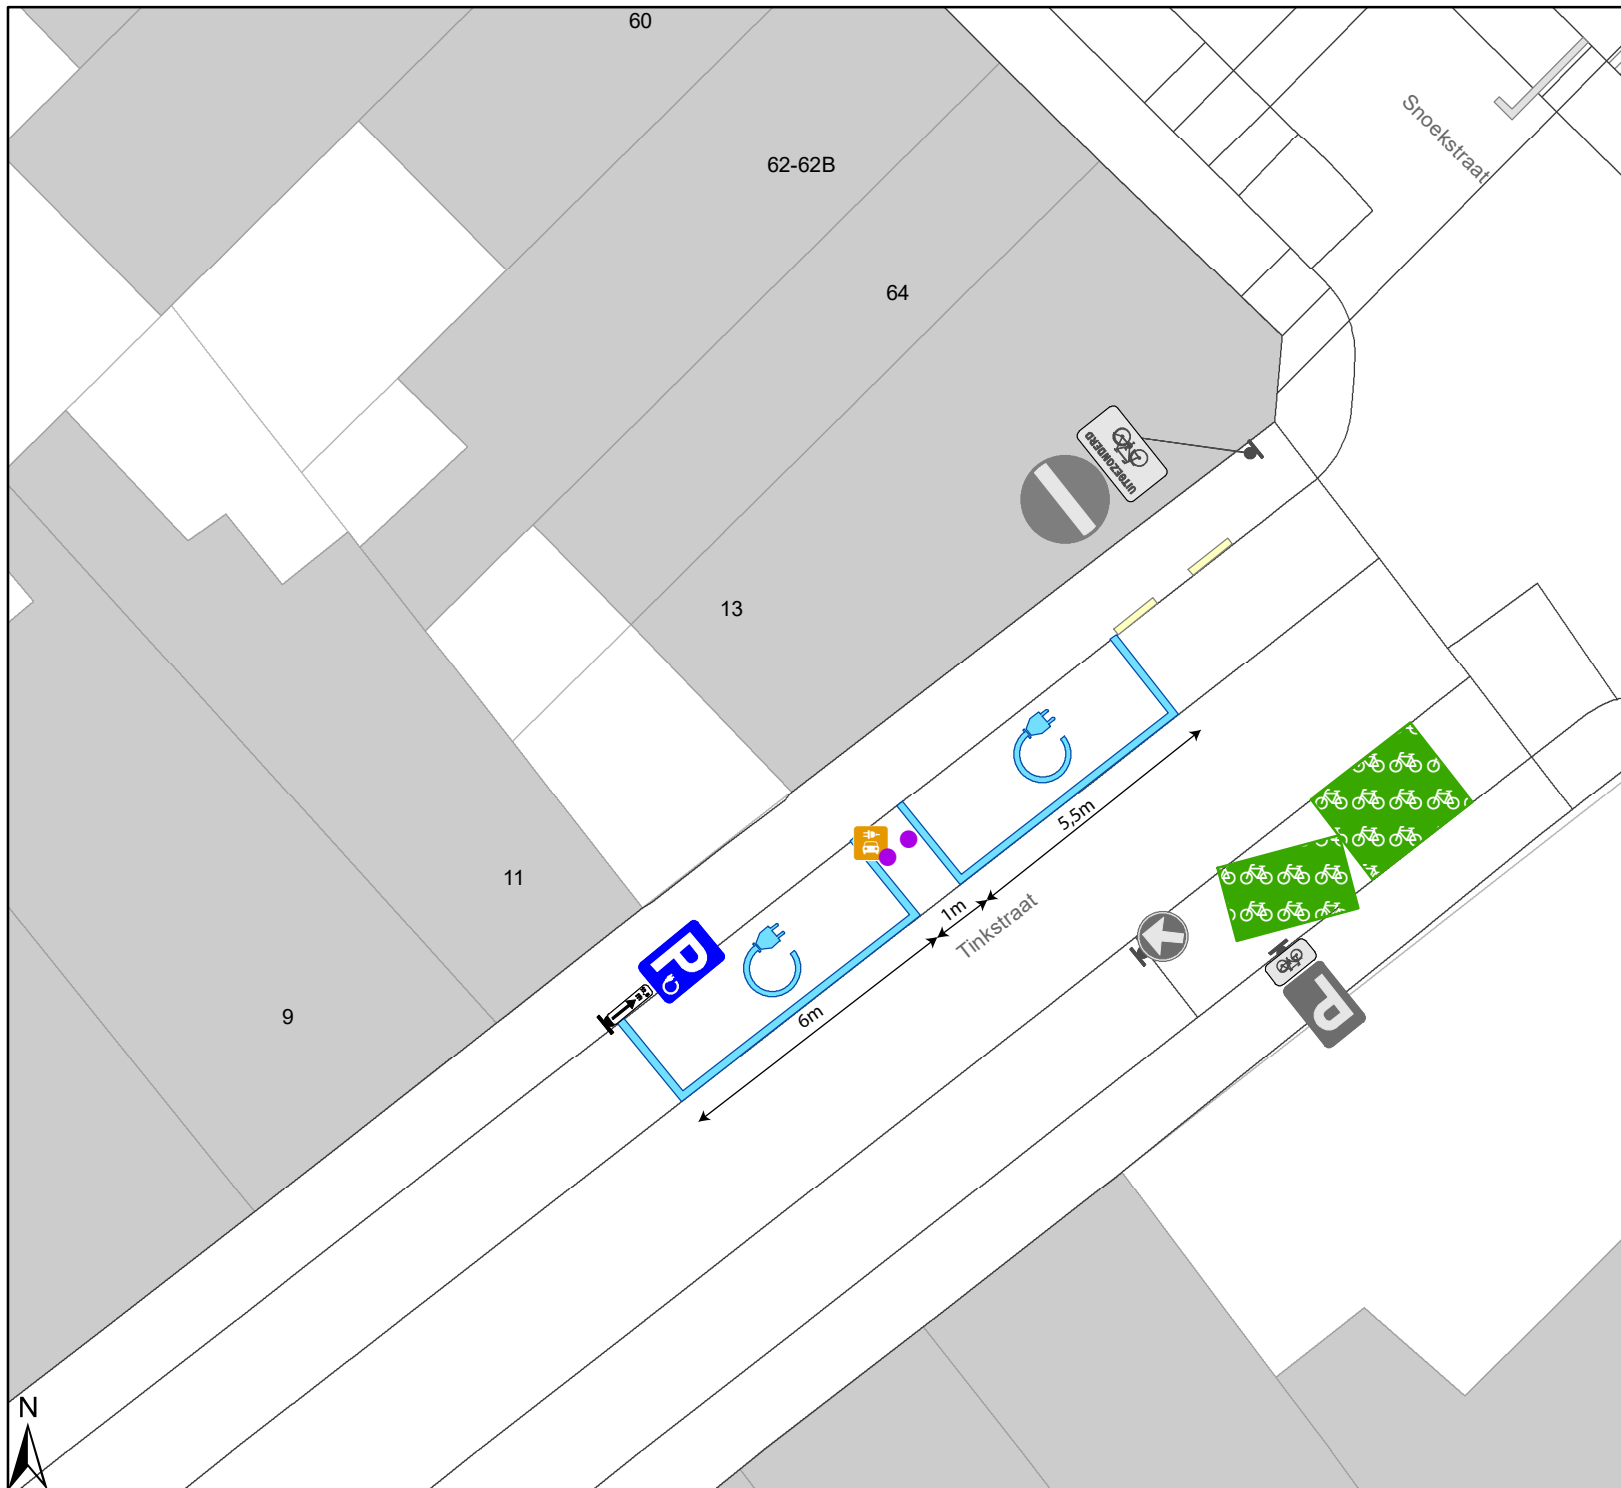 60
62-62B
Snoekstraat
64
UITGEZONDERD
13
5,5m
11
1m
Tinkstraat
P
6m
9
P
N